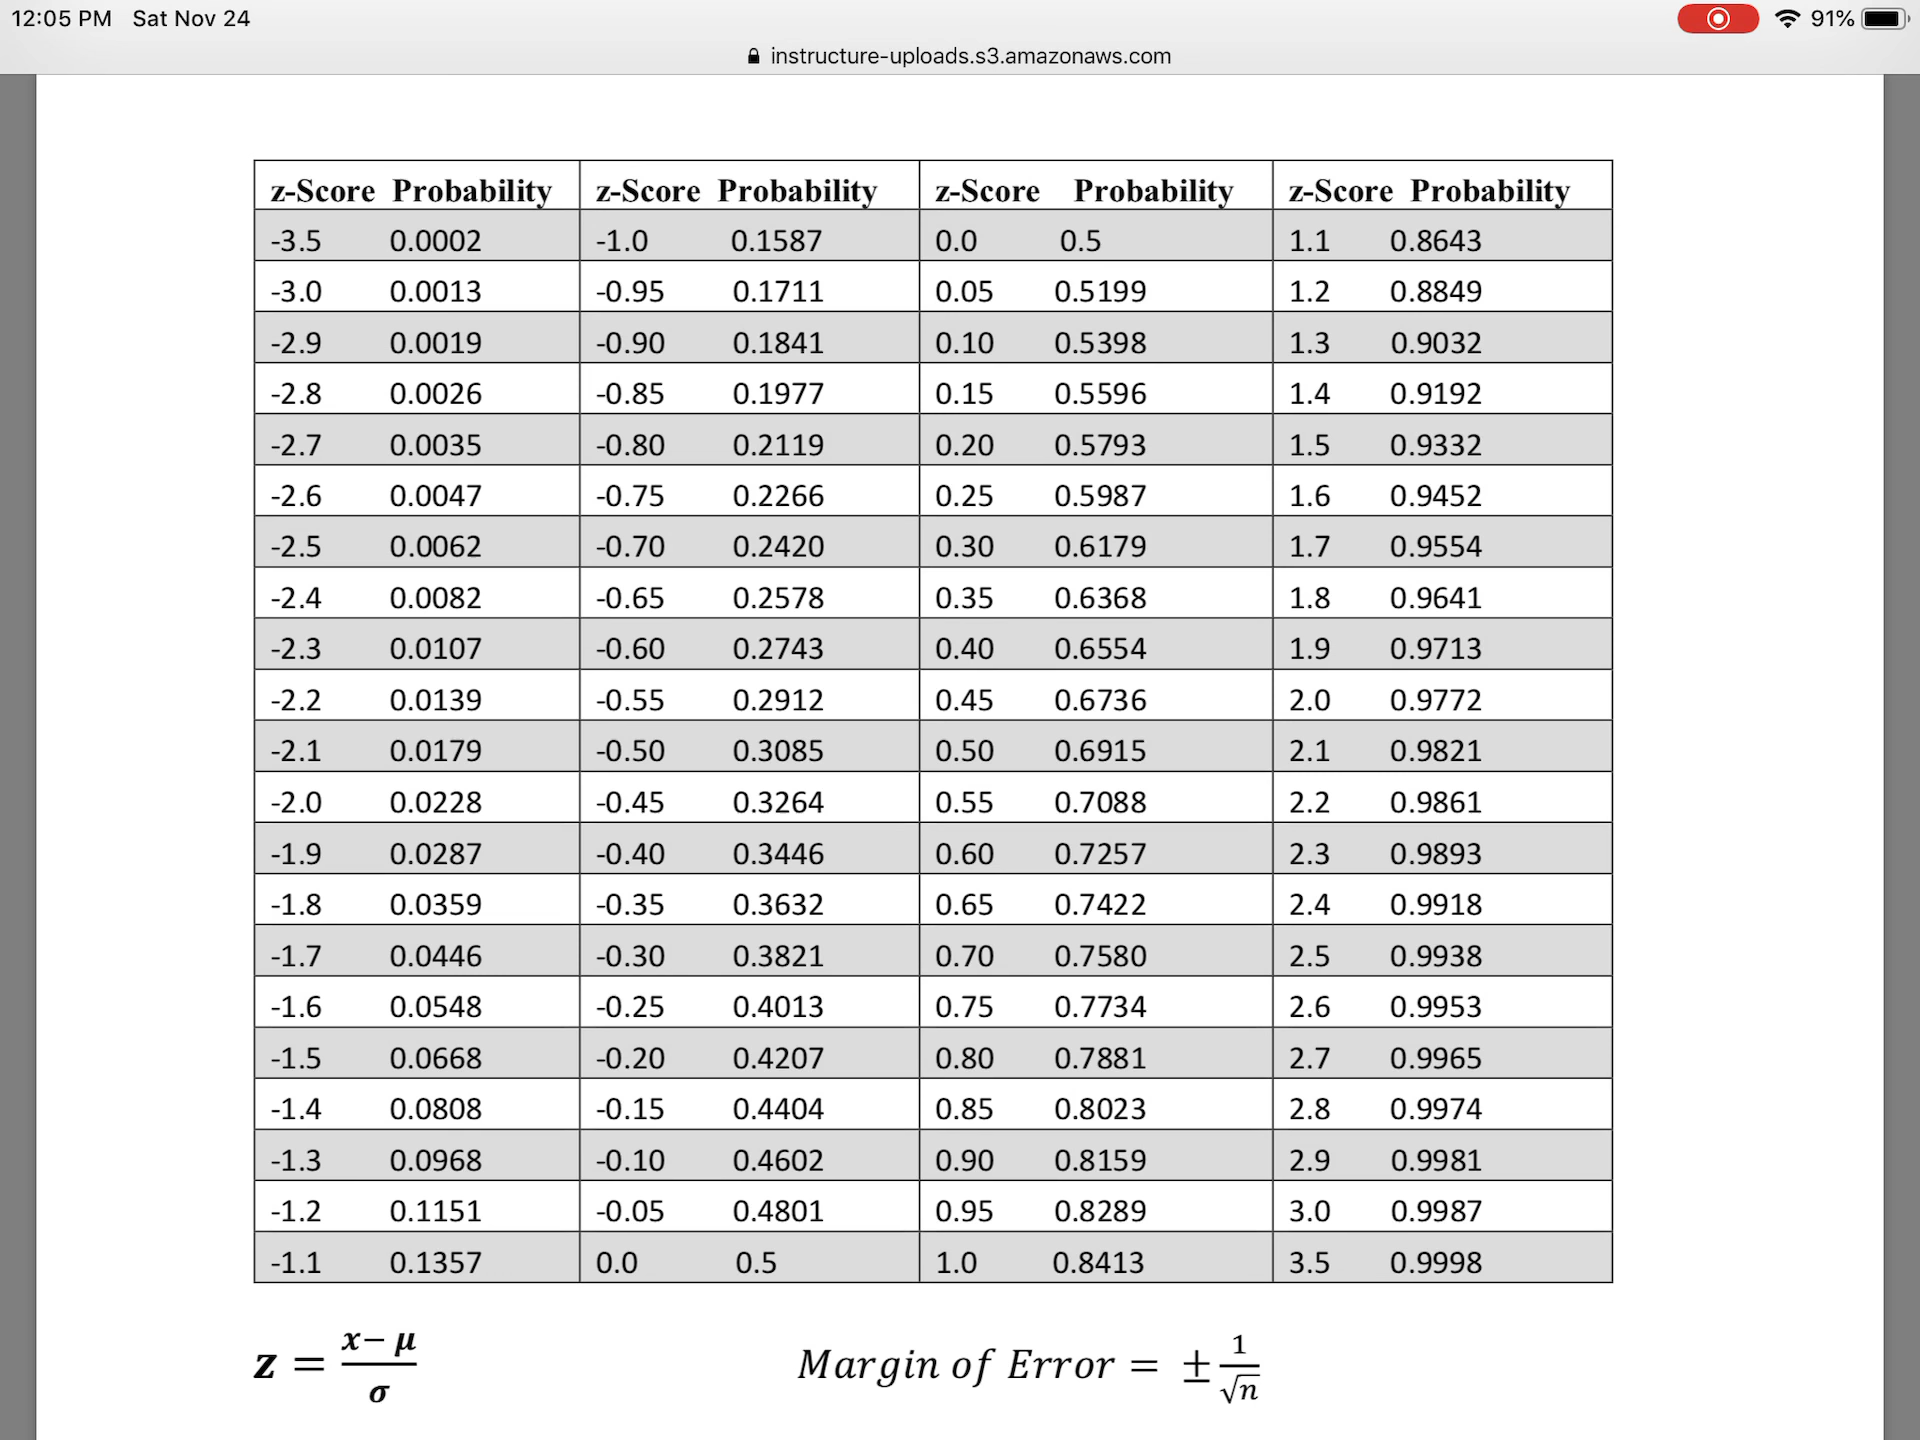 12:05 PM Sat Nov 24
91%
instructure-uploads.s3.amazonaws.com
z-Score Probability z-Score Probability z-Score Probability z-Score Probability
-3.5 0.0002 -1.0 0.1587 0.0 0.5 1.1 0.8643
-3.0 0.0013 -0.95 0.1711 0.05 0.5199 1.2 0.8849
-2.9 0.0019 -0.90 0.1841 0.10 0.5398 1.3 0.9032
-2.8 0.0026 -0.85 0.1977 0.15 0.5596 1.4 0.9192
-2.7 0.0035 -0.80 0.2119 0.20 0.5793 1.5 0.9332
-2.6 0.0047 -0.75 0.2266 0.25 0.5987 1.6 0.9452
-2.5 0.0062 -0.70 0.2420 0.30 0.6179 1.7 0.9554
-2.4 0.0082 -0.65 0.2578 0.35 0.6368 1.8 0.9641
-2.3 0.0107 -0.60 0.2743 0.40 0.6554 1.9 0.9713
-2.2 0.0139 -0.55 0.2912 0.45 0.6736 2.0 0.9772
-2.1 0.0179 -0.50 0.3085 0.50 0.6915 2.1 0.9821
-2.0 0.0228 -0.45 0.3264 0.55 0.7088 2.2 0.9861
-1.9 0.0287 -0.40 0.3446 0.60 0.7257 2.3 0.9893
-1.8 0.0359 -0.35 0.3632 0.65 0.7422 2.4 0.9918
-1.7 0.0446 -0.30 0.3821 0.70 0.7580 2.5 0.9938
-1.6 0.0548 -0.25 0.4013 0.75 0.7734 2.6 0.9953
-1.5 0.0668 -0.20 0.4207 0.80 0.7881 2.7 0.9965
-1.4 0.0808 -0.15 0.4404 0.85 0.8023 2.8 0.9974
-1.3 0.0968 -0.10 0.4602 0.90 0.8159 2.9 0.9981
-1.2 0.1151 -0.05 0.4801 0.95 0.8289 3.0 0.9987
-1.1 0.1357 0.0 0.5 1.0 0.8413 3.5 0.9998
z = (x − μ)/σ Margin of Error = ± 1/√n